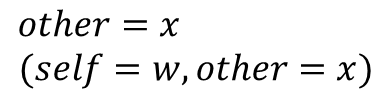 other = x
(self = w, other = x)